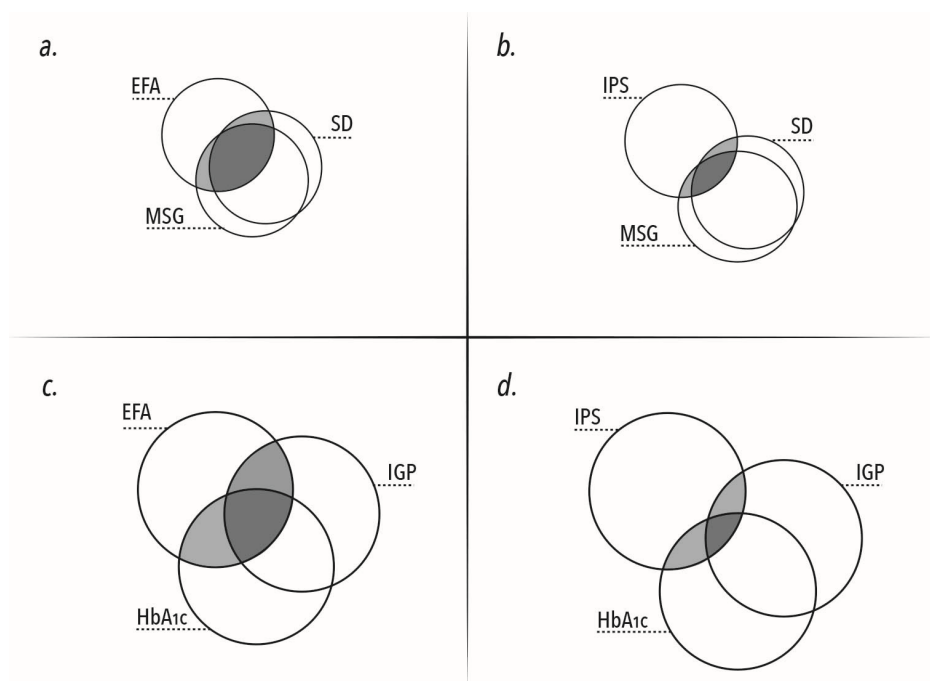 a.
EFA
SD
MSG
b.
IPS
SD
MSG
c.
EFA
IGP
HbA1c
d.
IPS
IGP
HbA1c